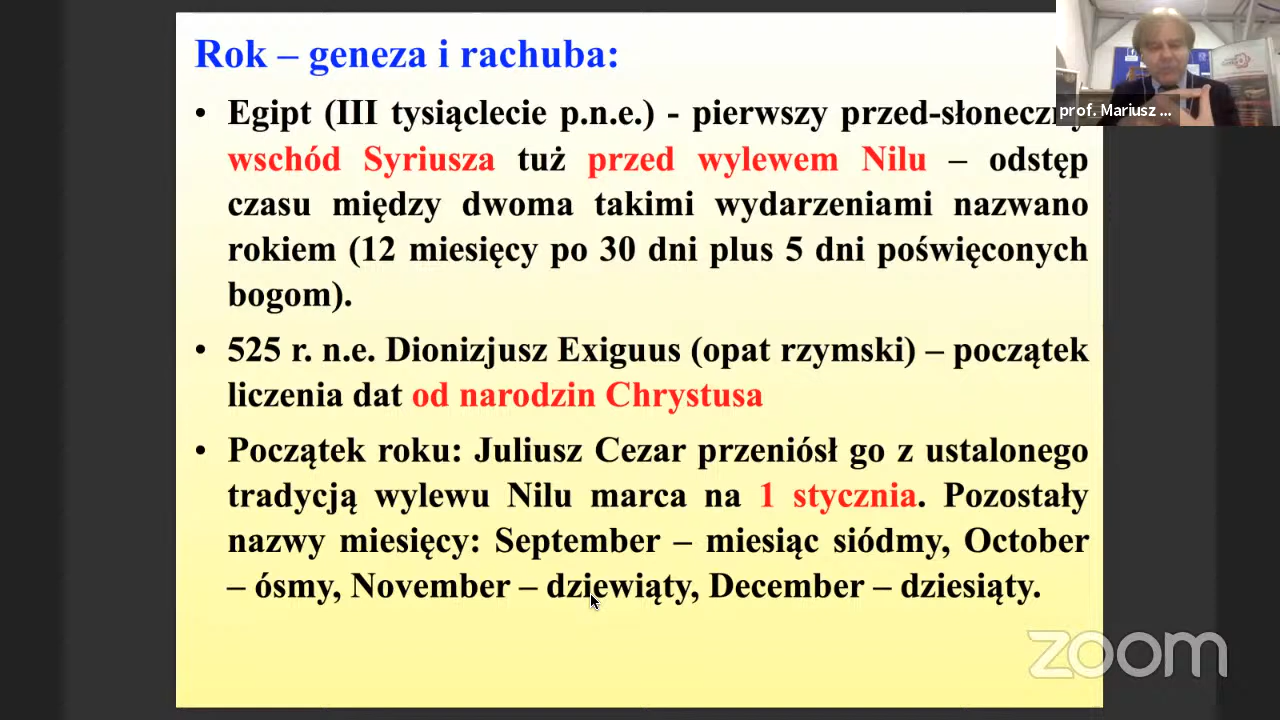 Rok – geneza i rachuba:
• Egipt (III tysiąclecie p.n.e.) - pierwszy przed-słoneczny
wschód Syriusza tuż przed wylewem Nilu – odstęp
czasu między dwoma takimi wydarzeniami nazwano
rokiem (12 miesięcy po 30 dni plus 5 dni poświęconych
bogom).
• 525 r. n.e. Dionizjusz Exiguus (opat rzymski) – początek
liczenia dat od narodzin Chrystusa
• Początek roku: Juliusz Cezar przeniósł go z ustalonego
tradycją wylewu Nilu marca na 1 stycznia. Pozostały
nazwy miesięcy: September – miesiąc siódmy, October
– ósmy, November – dziewiąty, December – dziesiąty.
prof. Mariusz ...
zoom